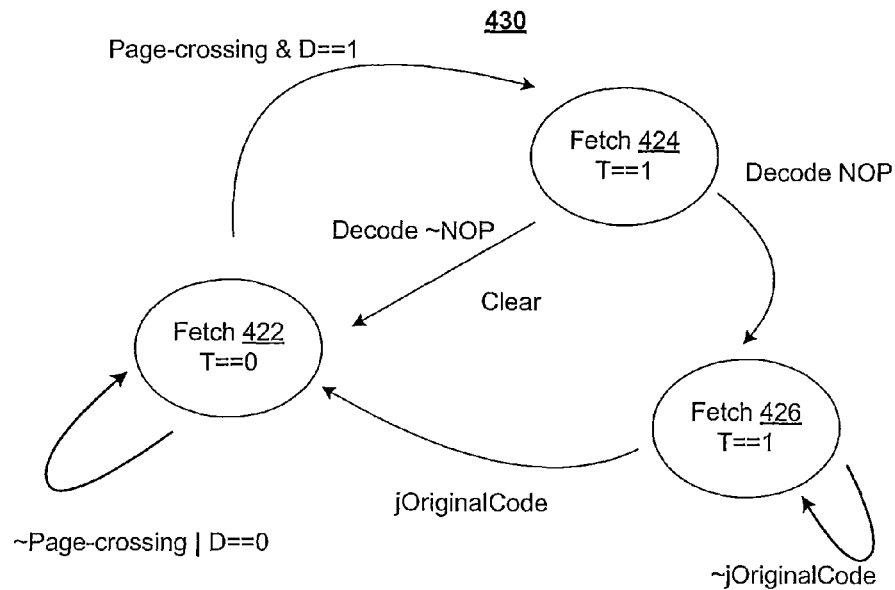 430
Page-crossing & D==1
Fetch 424
T==1
Decode NOP
Decode ~NOP
Clear
Fetch 422
T==0
Fetch 426
T==1
jOriginalCode
~Page-crossing | D==0
~jOriginalCode